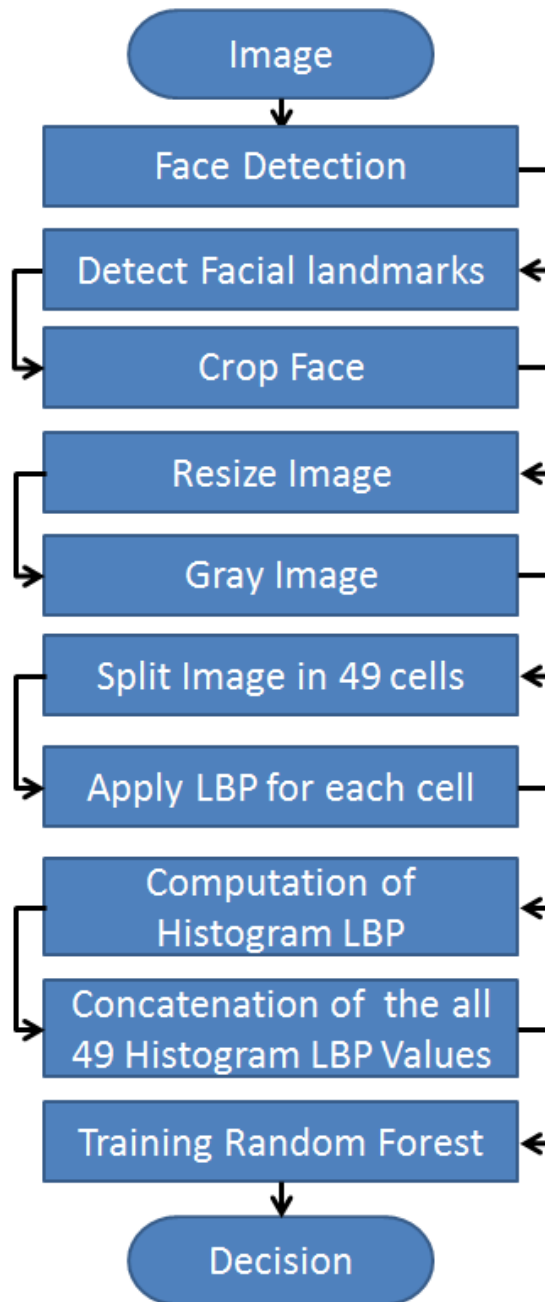 Image
Face Detection
Detect Facial landmarks
Crop Face
Resize Image
Gray Image
Split Image in 49 cells
Apply LBP for each cell
Computation of
Histogram LBP
Concatenation of the all
49 Histogram LBP Values
Training Random Forest
Decision